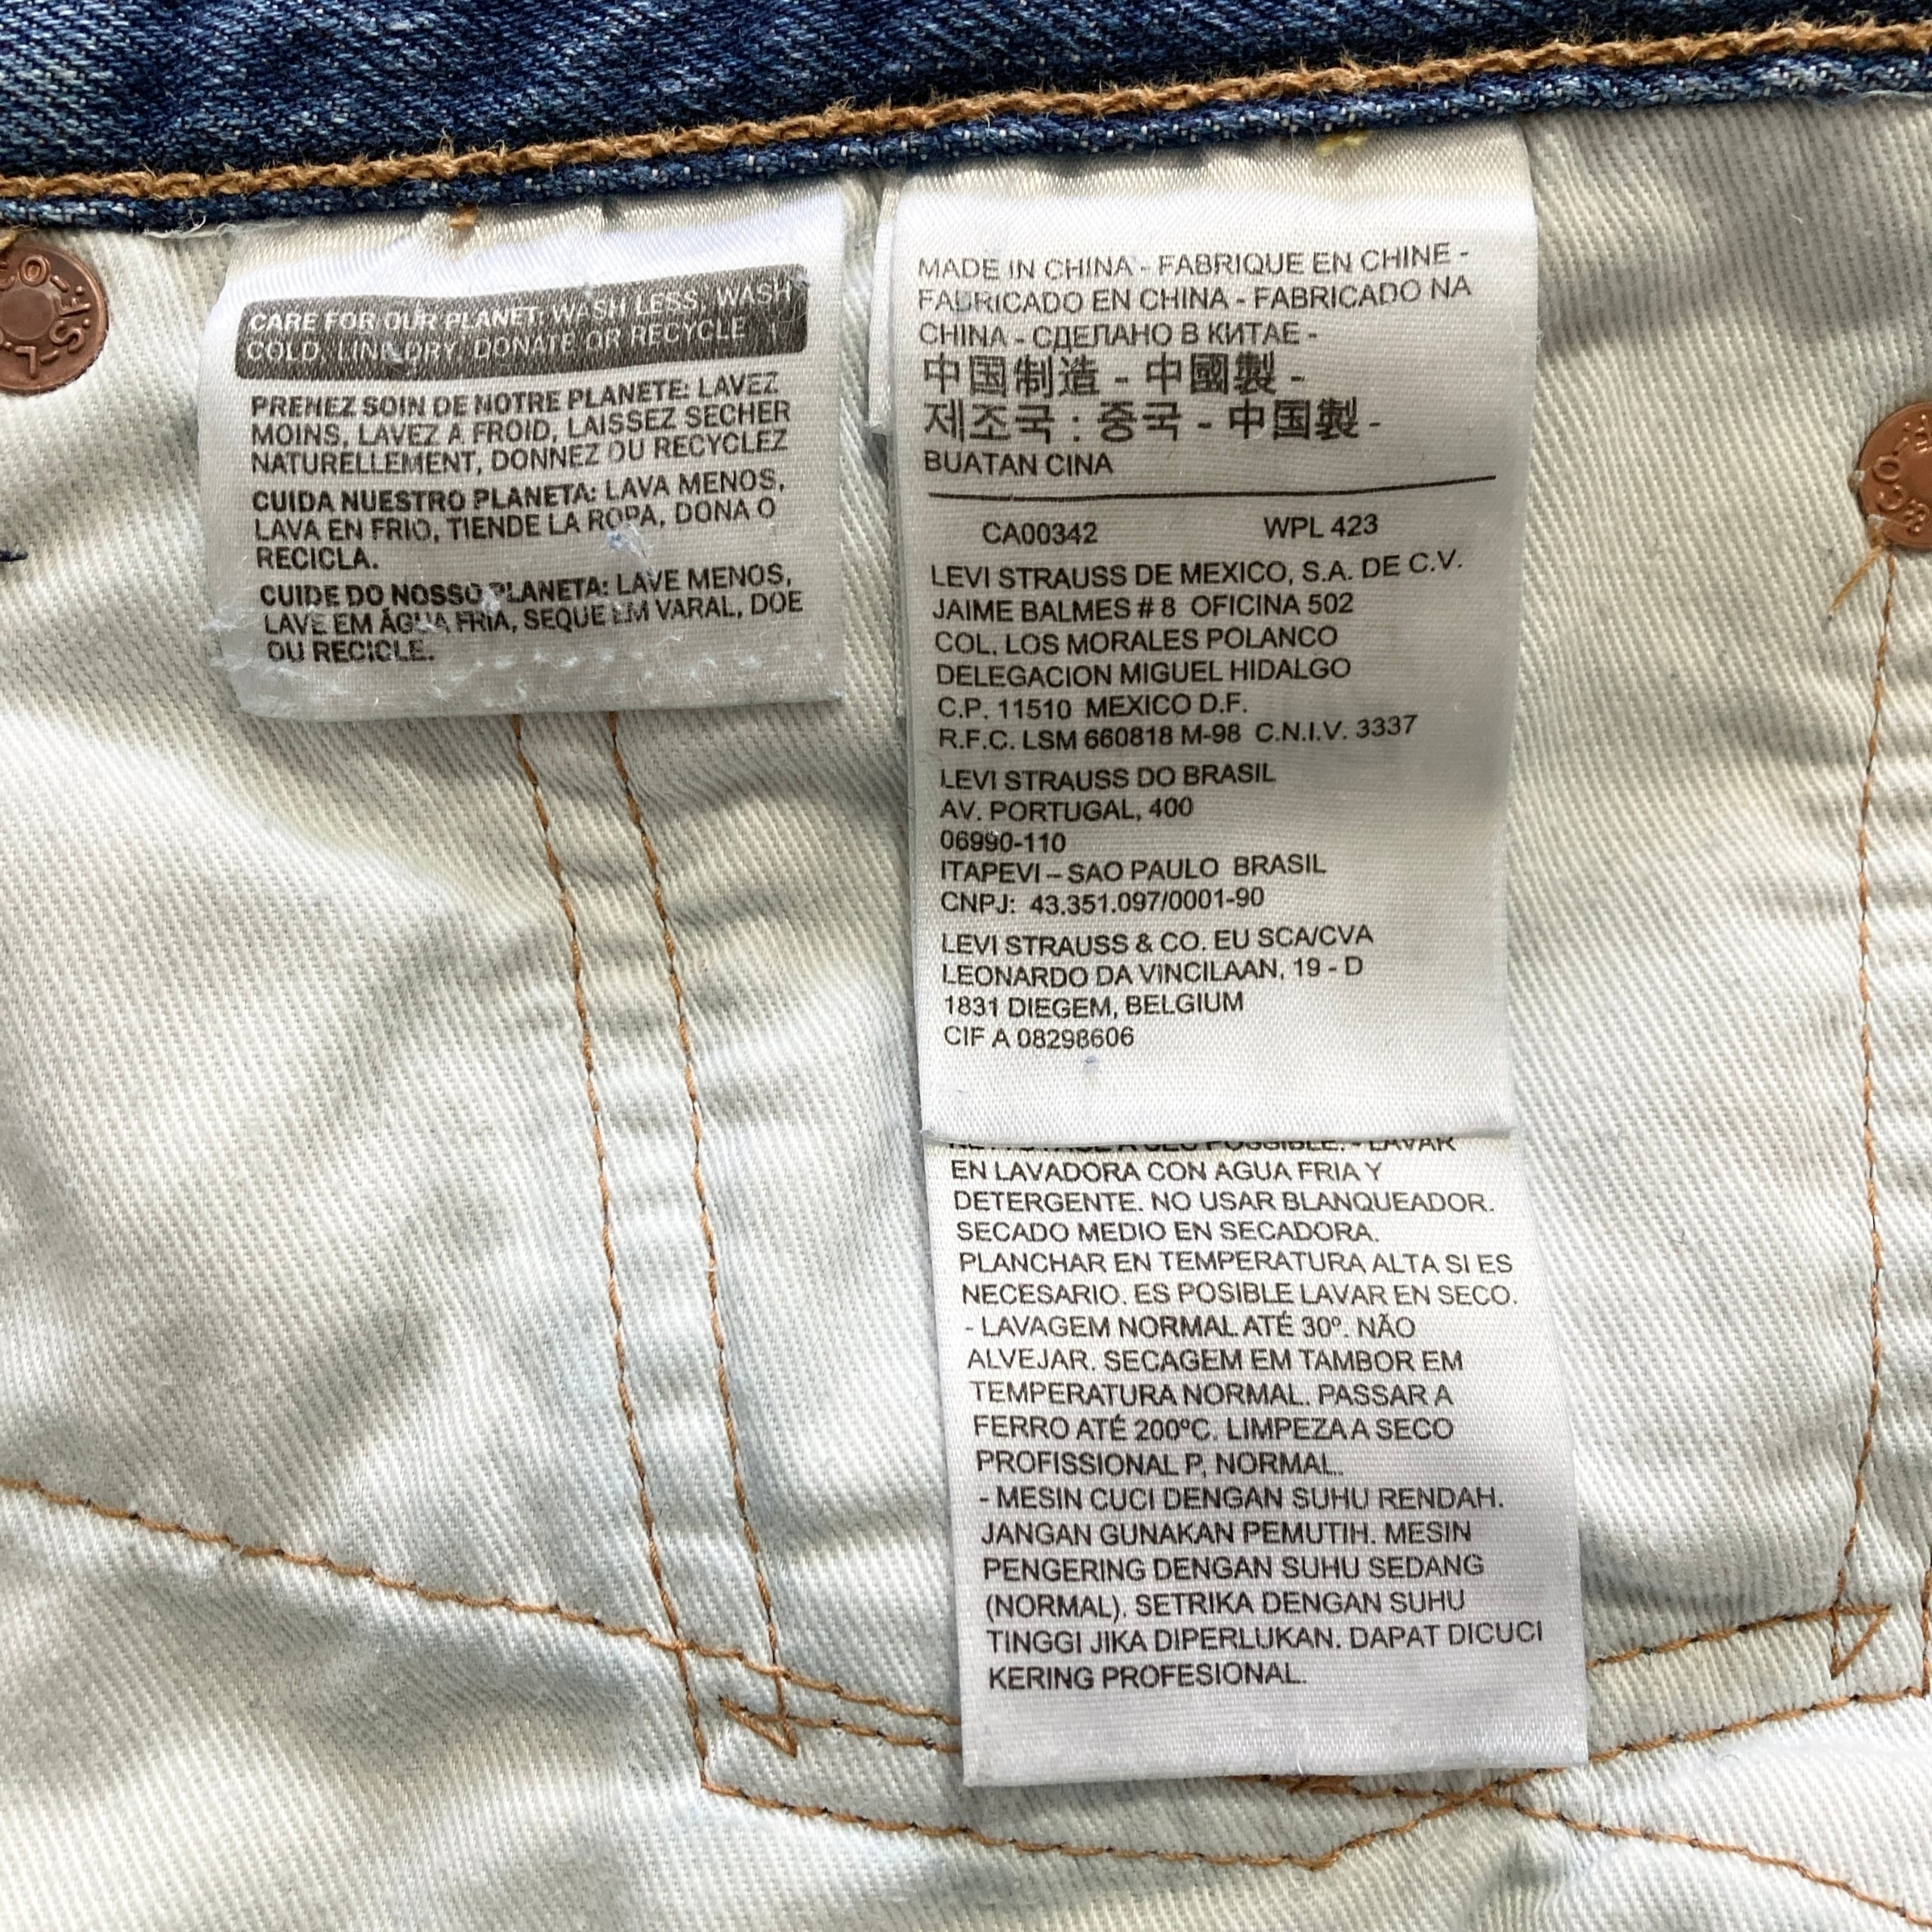 CARE FOR OUR PLANET: WASH LESS, WASH
COLD, LINE DRY, DONATE OR RECYCLE
PRENEZ SOIN DE NOTRE PLANETE: LAVEZ
MOINS, LAVEZ A FROID, LAISSEZ SECHER
NATURELLEMENT, DONNEZ OU RECYCLEZ
CUIDA NUESTRO PLANETA: LAVA MENOS,
LAVA EN FRIO, TIENDE LA ROPA, DONA O
RECICLA.
CUIDE DO NOSSO PLANETA: LAVE MENOS,
LAVE EM ÁGUA FRIA, SEQUE EM VARAL, DOE
OU RECICLE.
MADE IN CHINA - FABRIQUE EN CHINE -
FABRICADO EN CHINA - FABRICADO NA
CHINA - СДЕЛАНО В КИТАЕ -
中国制造 - 中國製 -
제조국 : 중국 - 中国製 -
BUATAN CINA
CA00342 WPL 423
LEVI STRAUSS DE MEXICO, S.A. DE C.V.
JAIME BALMES # 8 OFICINA 502
COL. LOS MORALES POLANCO
DELEGACION MIGUEL HIDALGO
C.P. 11510 MEXICO D.F.
R.F.C. LSM 660818 M-98 C.N.I.V. 3337
LEVI STRAUSS DO BRASIL
AV. PORTUGAL, 400
06990-110
ITAPEVI – SAO PAULO BRASIL
CNPJ: 43.351.097/0001-90
LEVI STRAUSS & CO. EU SCA/CVA
LEONARDO DA VINCILAAN, 19 - D
1831 DIEGEM, BELGIUM
CIF A 08298606
POSSIBLE. - LAVAR
EN LAVADORA CON AGUA FRIA Y
DETERGENTE. NO USAR BLANQUEADOR.
SECADO MEDIO EN SECADORA.
PLANCHAR EN TEMPERATURA ALTA SI ES
NECESARIO. ES POSIBLE LAVAR EN SECO.
- LAVAGEM NORMAL ATÉ 30º. NÃO
ALVEJAR. SECAGEM EM TAMBOR EM
TEMPERATURA NORMAL. PASSAR A
FERRO ATÉ 200ºC. LIMPEZA A SECO
PROFISSIONAL P, NORMAL.
- MESIN CUCI DENGAN SUHU RENDAH.
JANGAN GUNAKAN PEMUTIH. MESIN
PENGERING DENGAN SUHU SEDANG
(NORMAL). SETRIKA DENGAN SUHU
TINGGI JIKA DIPERLUKAN. DAPAT DICUCI
KERING PROFESIONAL.